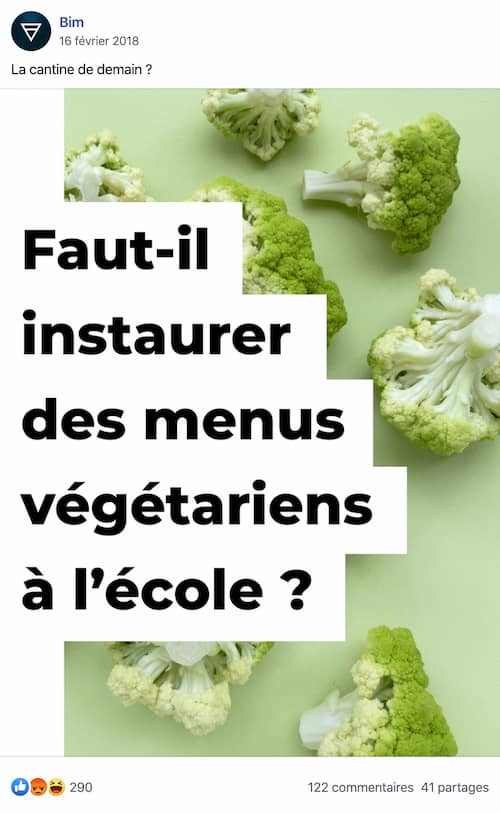 Bim
16 février 2018
La cantine de demain ?
Faut-il
instaurer
des menus
végétariens
à l’école ?
290
122 commentaires 41 partages